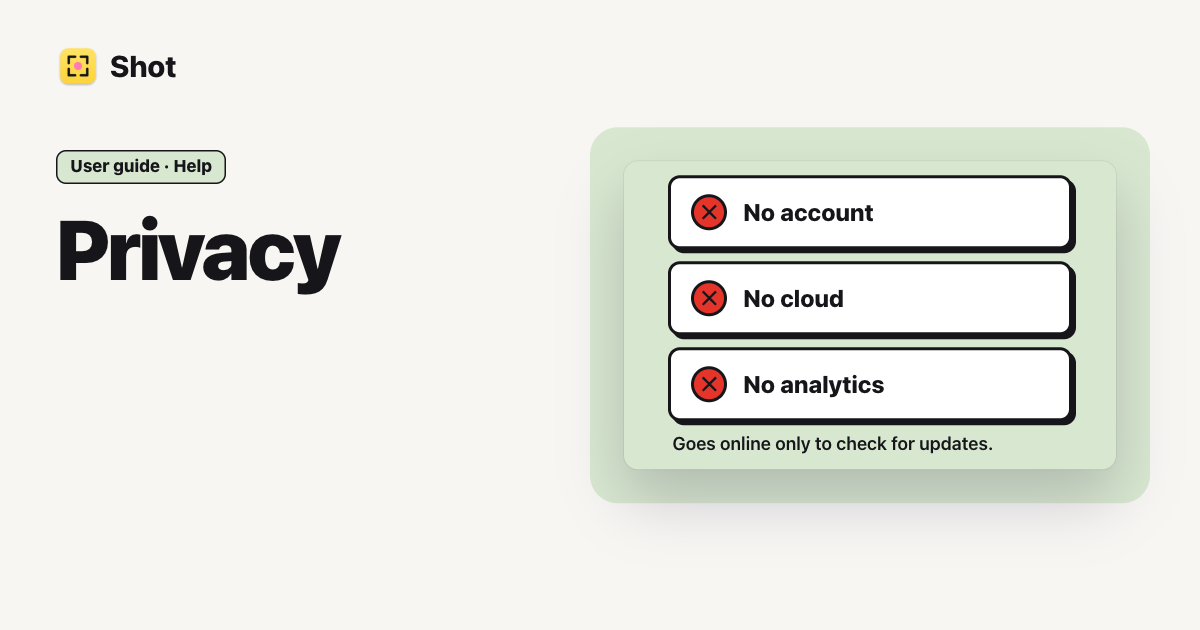 Shot
User guide · Help
Privacy
No account
No cloud
No analytics
Goes online only to check for updates.